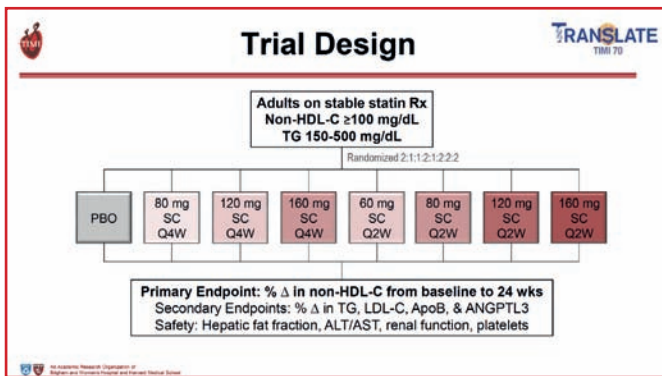 TIMI
Trial Design
TRANSLATE
TIMI 70
Adults on stable statin Rx
Non-HDL-C ≥100 mg/dL
TG 150-500 mg/dL
Randomized 2:1:1:2:1:2:2:2
PBO
80 mg
SC
Q4W
120 mg
SC
Q4W
160 mg
SC
Q4W
60 mg
SC
Q2W
80 mg
SC
Q2W
120 mg
SC
Q2W
160 mg
SC
Q2W
Primary Endpoint: % Δ in non-HDL-C from baseline to 24 wks
Secondary Endpoints: % Δ in TG, LDL-C, ApoB, & ANGPTL3
Safety: Hepatic fat fraction, ALT/AST, renal function, platelets
An Academic Research Organization of
Brigham and Women's Hospital and Harvard Medical School